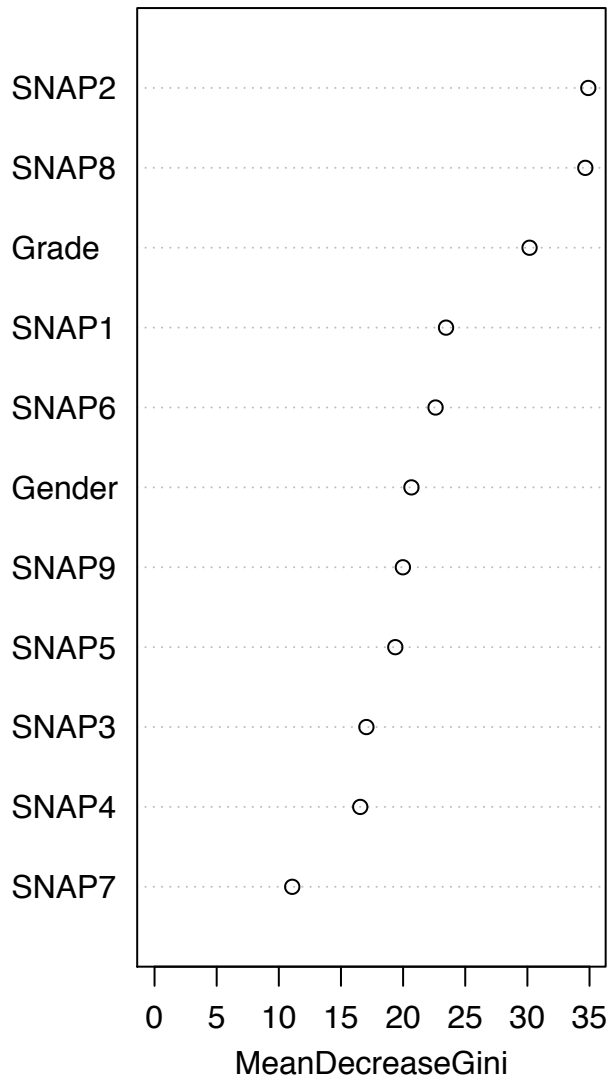 SNAP2
SNAP8
Grade
SNAP1
SNAP6
Gender
SNAP9
SNAP5
SNAP3
SNAP4
SNAP7
0 5 10 15 20 25 30 35
MeanDecreaseGini